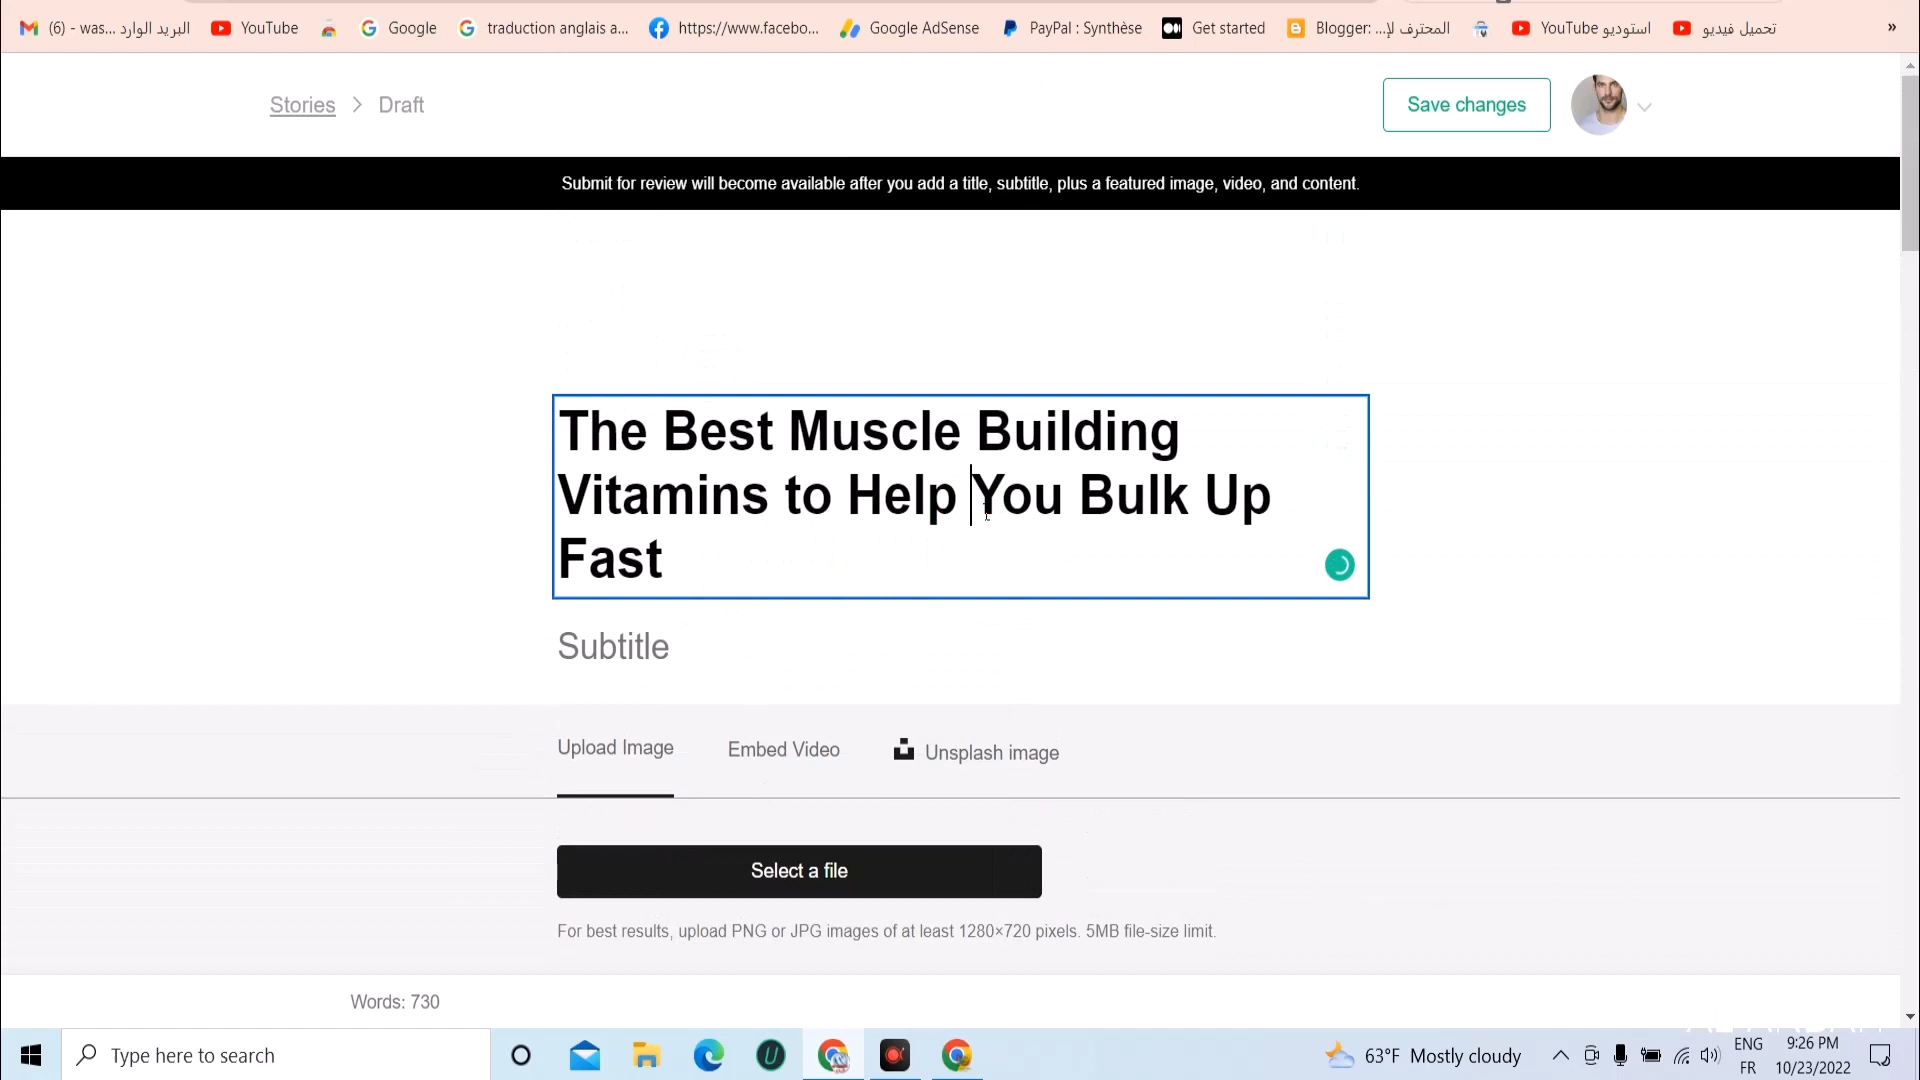 (6) - was... البريد الوارد
YouTube
Google
traduction anglais a...
https://www.facebo...
Google AdSense
PayPal : Synthèse
Get started
Blogger: ...المحترف لإ
استوديو YouTube
تحميل فيديو
»
Stories > Draft
Save changes
Submit for review will become available after you add a title, subtitle, plus a featured image, video, and content.
The Best Muscle Building
Vitamins to Help You Bulk Up
Fast
Subtitle
Upload Image
Embed Video
Unsplash image
Select a file
For best results, upload PNG or JPG images of at least 1280×720 pixels. 5MB file-size limit.
Words: 730
Type here to search
63°F Mostly cloudy
ENG
FR
9:26 PM
10/23/2022